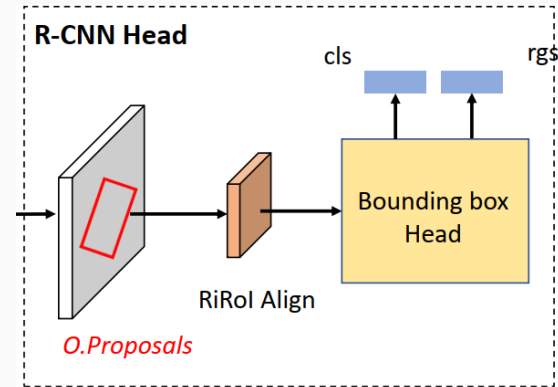 R-CNN Head
cls
rgs
Bounding box
Head
RiRoI Align
O.Proposals